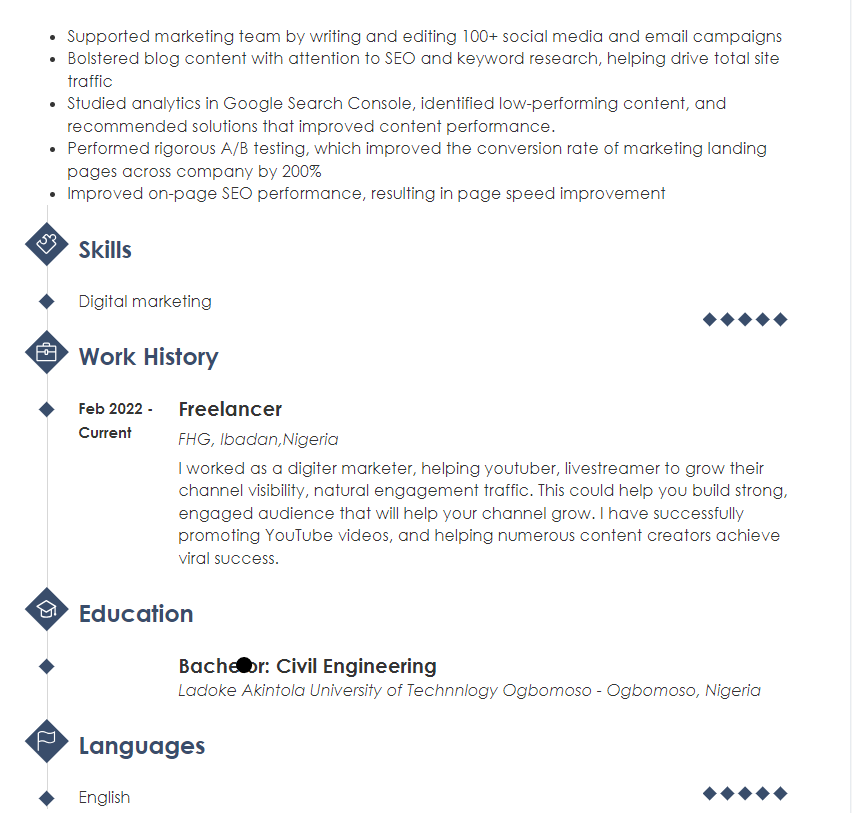 Supported marketing team by writing and editing 100+ social media and email campaigns
Bolstered blog content with attention to SEO and keyword research, helping drive total site
traffic
Studied analytics in Google Search Console, identified low-performing content, and
recommended solutions that improved content performance.
Performed rigorous A/B testing, which improved the conversion rate of marketing landing
pages across company by 200%
Improved on-page SEO performance, resulting in page speed improvement
Skills
Digital marketing
Work History
Feb 2022 -
Current
Freelancer
FHG, Ibadan,Nigeria
I worked as a digiter marketer, helping youtuber, livestreamer to grow their
channel visibility, natural engagement traffic. This could help you build strong,
engaged audience that will help your channel grow. I have successfully
promoting YouTube videos, and helping numerous content creators achieve
viral success.
Education
Bachelor: Civil Engineering
Ladoke Akintola University of Technnlogy Ogbomoso - Ogbomoso, Nigeria
Languages
English